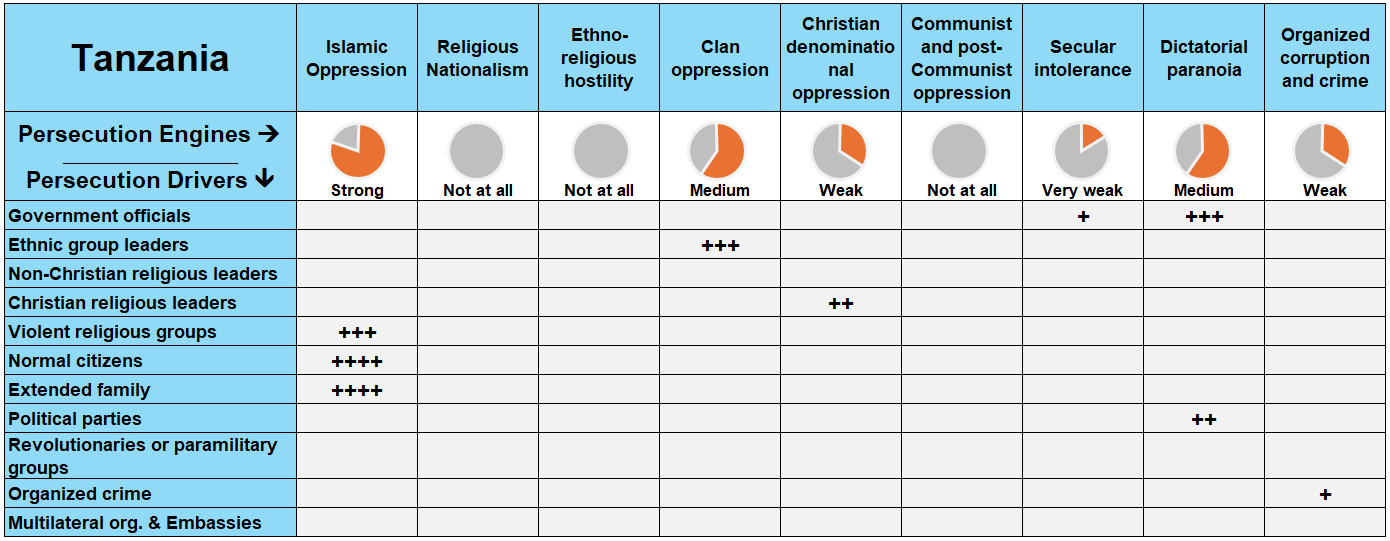 Tanzania
Islamic
Oppression
Religious
Nationalism
Ethno-
religious
hostility
Clan
oppression
Christian
denominatio
nal
oppression
Communist
and post-
Communist
oppression
Secular
intolerance
Dictatorial
paranoia
Organized
corruption
and crime
Persecution Engines →
Persecution Drivers ↓
Strong
Not at all
Not at all
Medium
Weak
Not at all
Very weak
Medium
Weak
Government officials + +++
Ethnic group leaders +++
Non-Christian religious leaders
Christian religious leaders ++
Violent religious groups +++
Normal citizens ++++
Extended family ++++
Political parties ++
Revolutionaries or paramilitary
groups
Organized crime +
Multilateral org. & Embassies